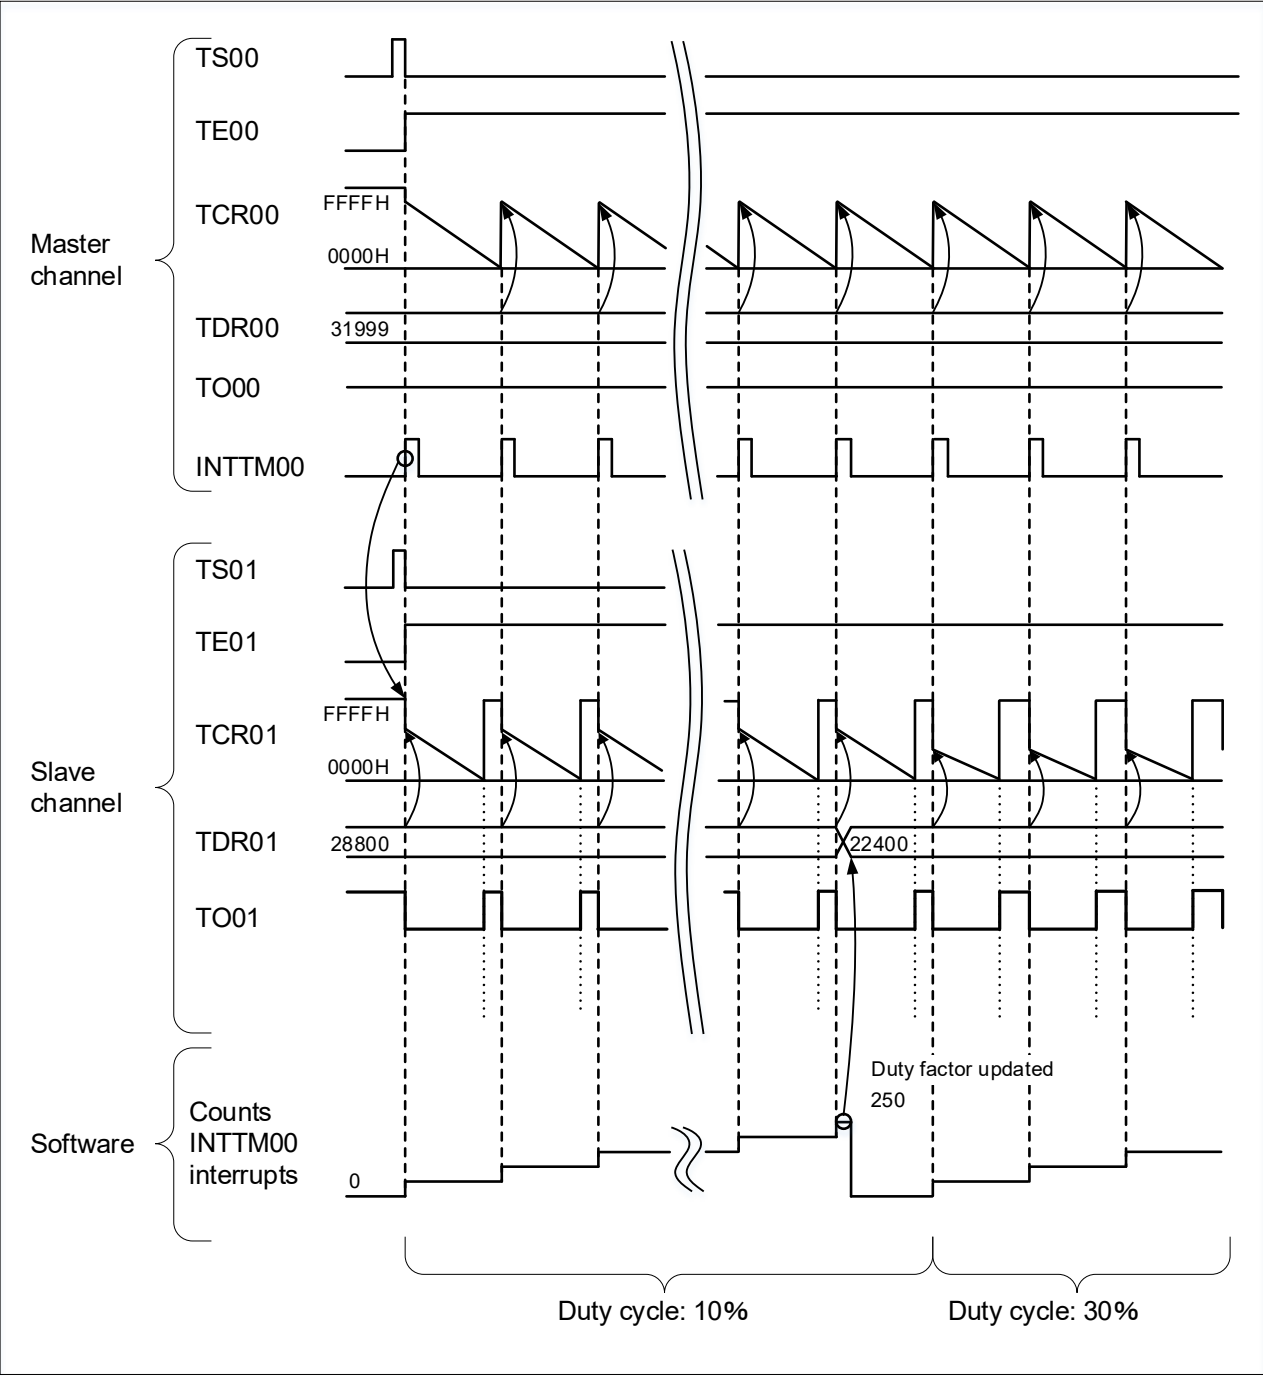 TS00
TE00
FFFFH
TCR00
Master
channel
0000H
TDR00
31999
TO00
INTTM00
TS01
TE01
FFFFH
TCR01
0000H
Slave
channel
TDR01
28800
22400
TO01
Duty factor updated
250
Counts
Software
INTTM00
interrupts
0
Duty cycle: 10%
Duty cycle: 30%